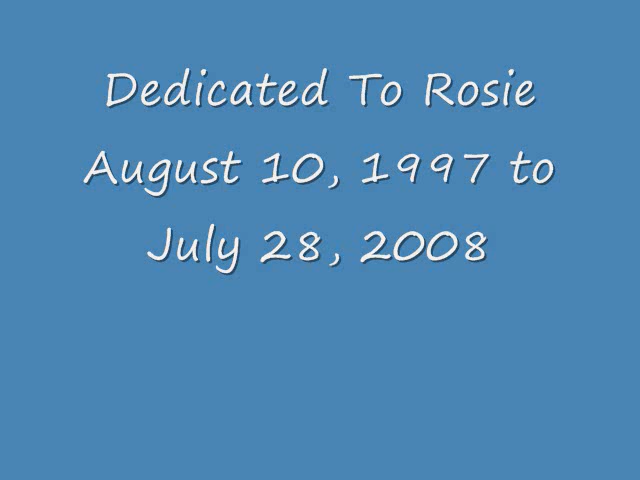 Dedicated To Rosie
August 10, 1997 to
July 28, 2008